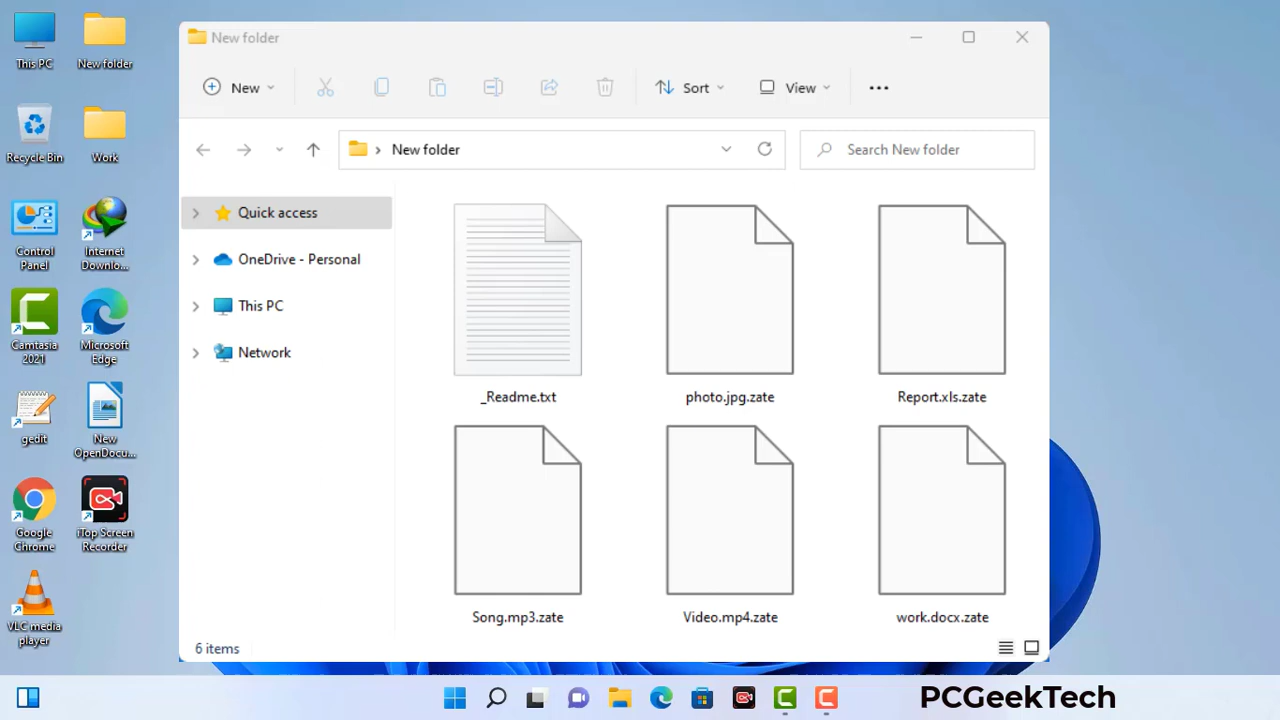 This PC
New folder
Recycle Bin
Work
Control
Panel
Internet
Downlo...
Camtasia
2021
Microsoft
Edge
gedit
New
OpenDocu...
Google
Chrome
iTop Screen
Recorder
VLC media
player
New folder
New
Sort
View
New folder
Search New folder
Quick access
OneDrive - Personal
This PC
Network
_Readme.txt
photo.jpg.zate
Report.xls.zate
Song.mp3.zate
Video.mp4.zate
work.docx.zate
6 items
PCGeekTech